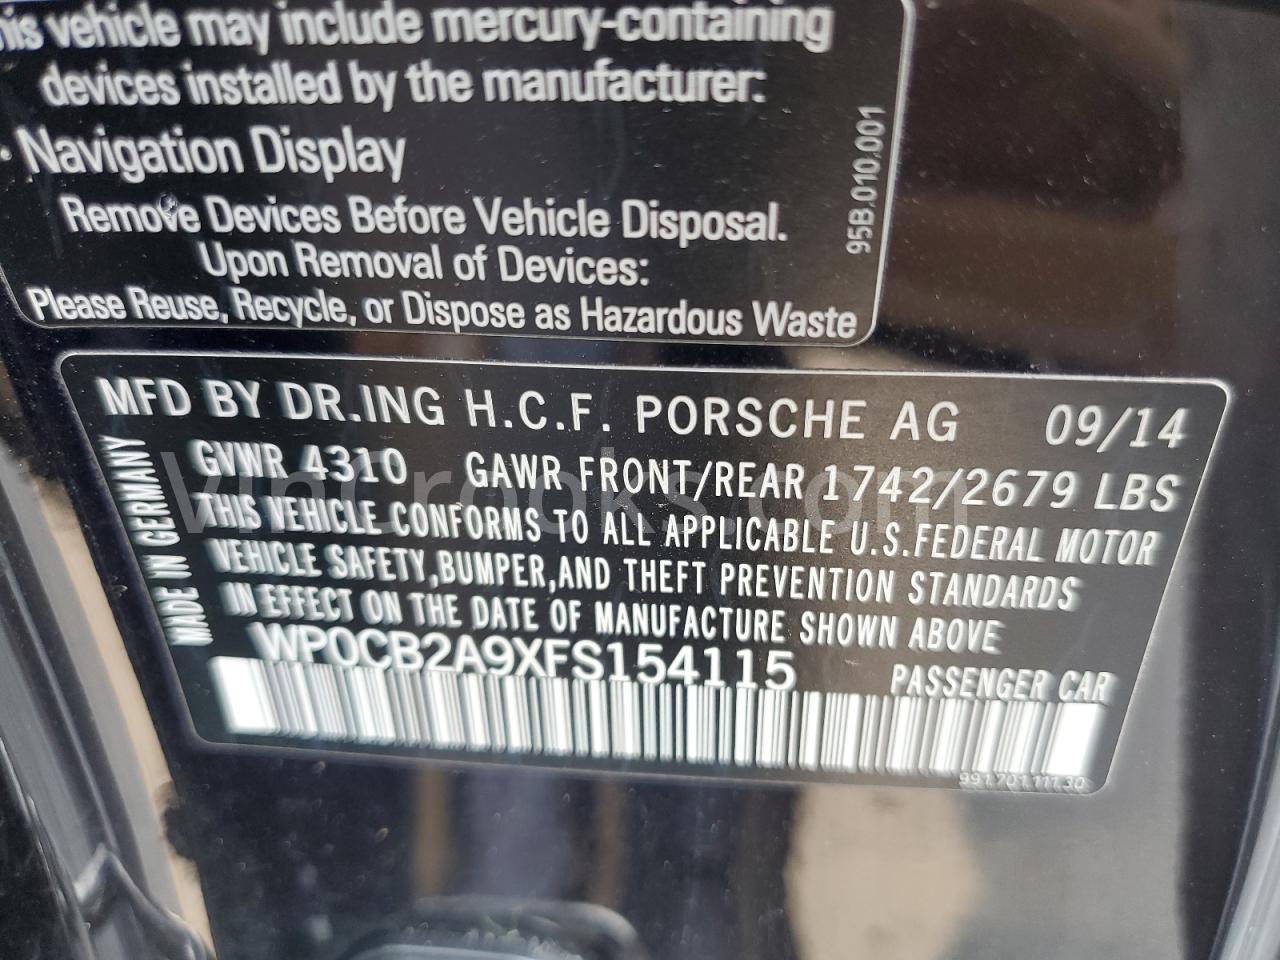 his vehicle may include mercury-containing
devices installed by the manufacturer:
• Navigation Display
Remove Devices Before Vehicle Disposal.
Upon Removal of Devices:
Please Reuse, Recycle, or Dispose as Hazardous Waste
95B.010.001
MFD BY DR.ING H.C.F. PORSCHE AG 09/14
GVWR 4310 GAWR FRONT/REAR 1742/2679 LBS
THIS VEHICLE CONFORMS TO ALL APPLICABLE U.S.FEDERAL MOTOR
VEHICLE SAFETY,BUMPER,AND THEFT PREVENTION STANDARDS
IN EFFECT ON THE DATE OF MANUFACTURE SHOWN ABOVE
WP0CB2A9XFS154115 PASSENGER CAR
MADE IN GERMANY
991.701.111.30
VinCrooks.com